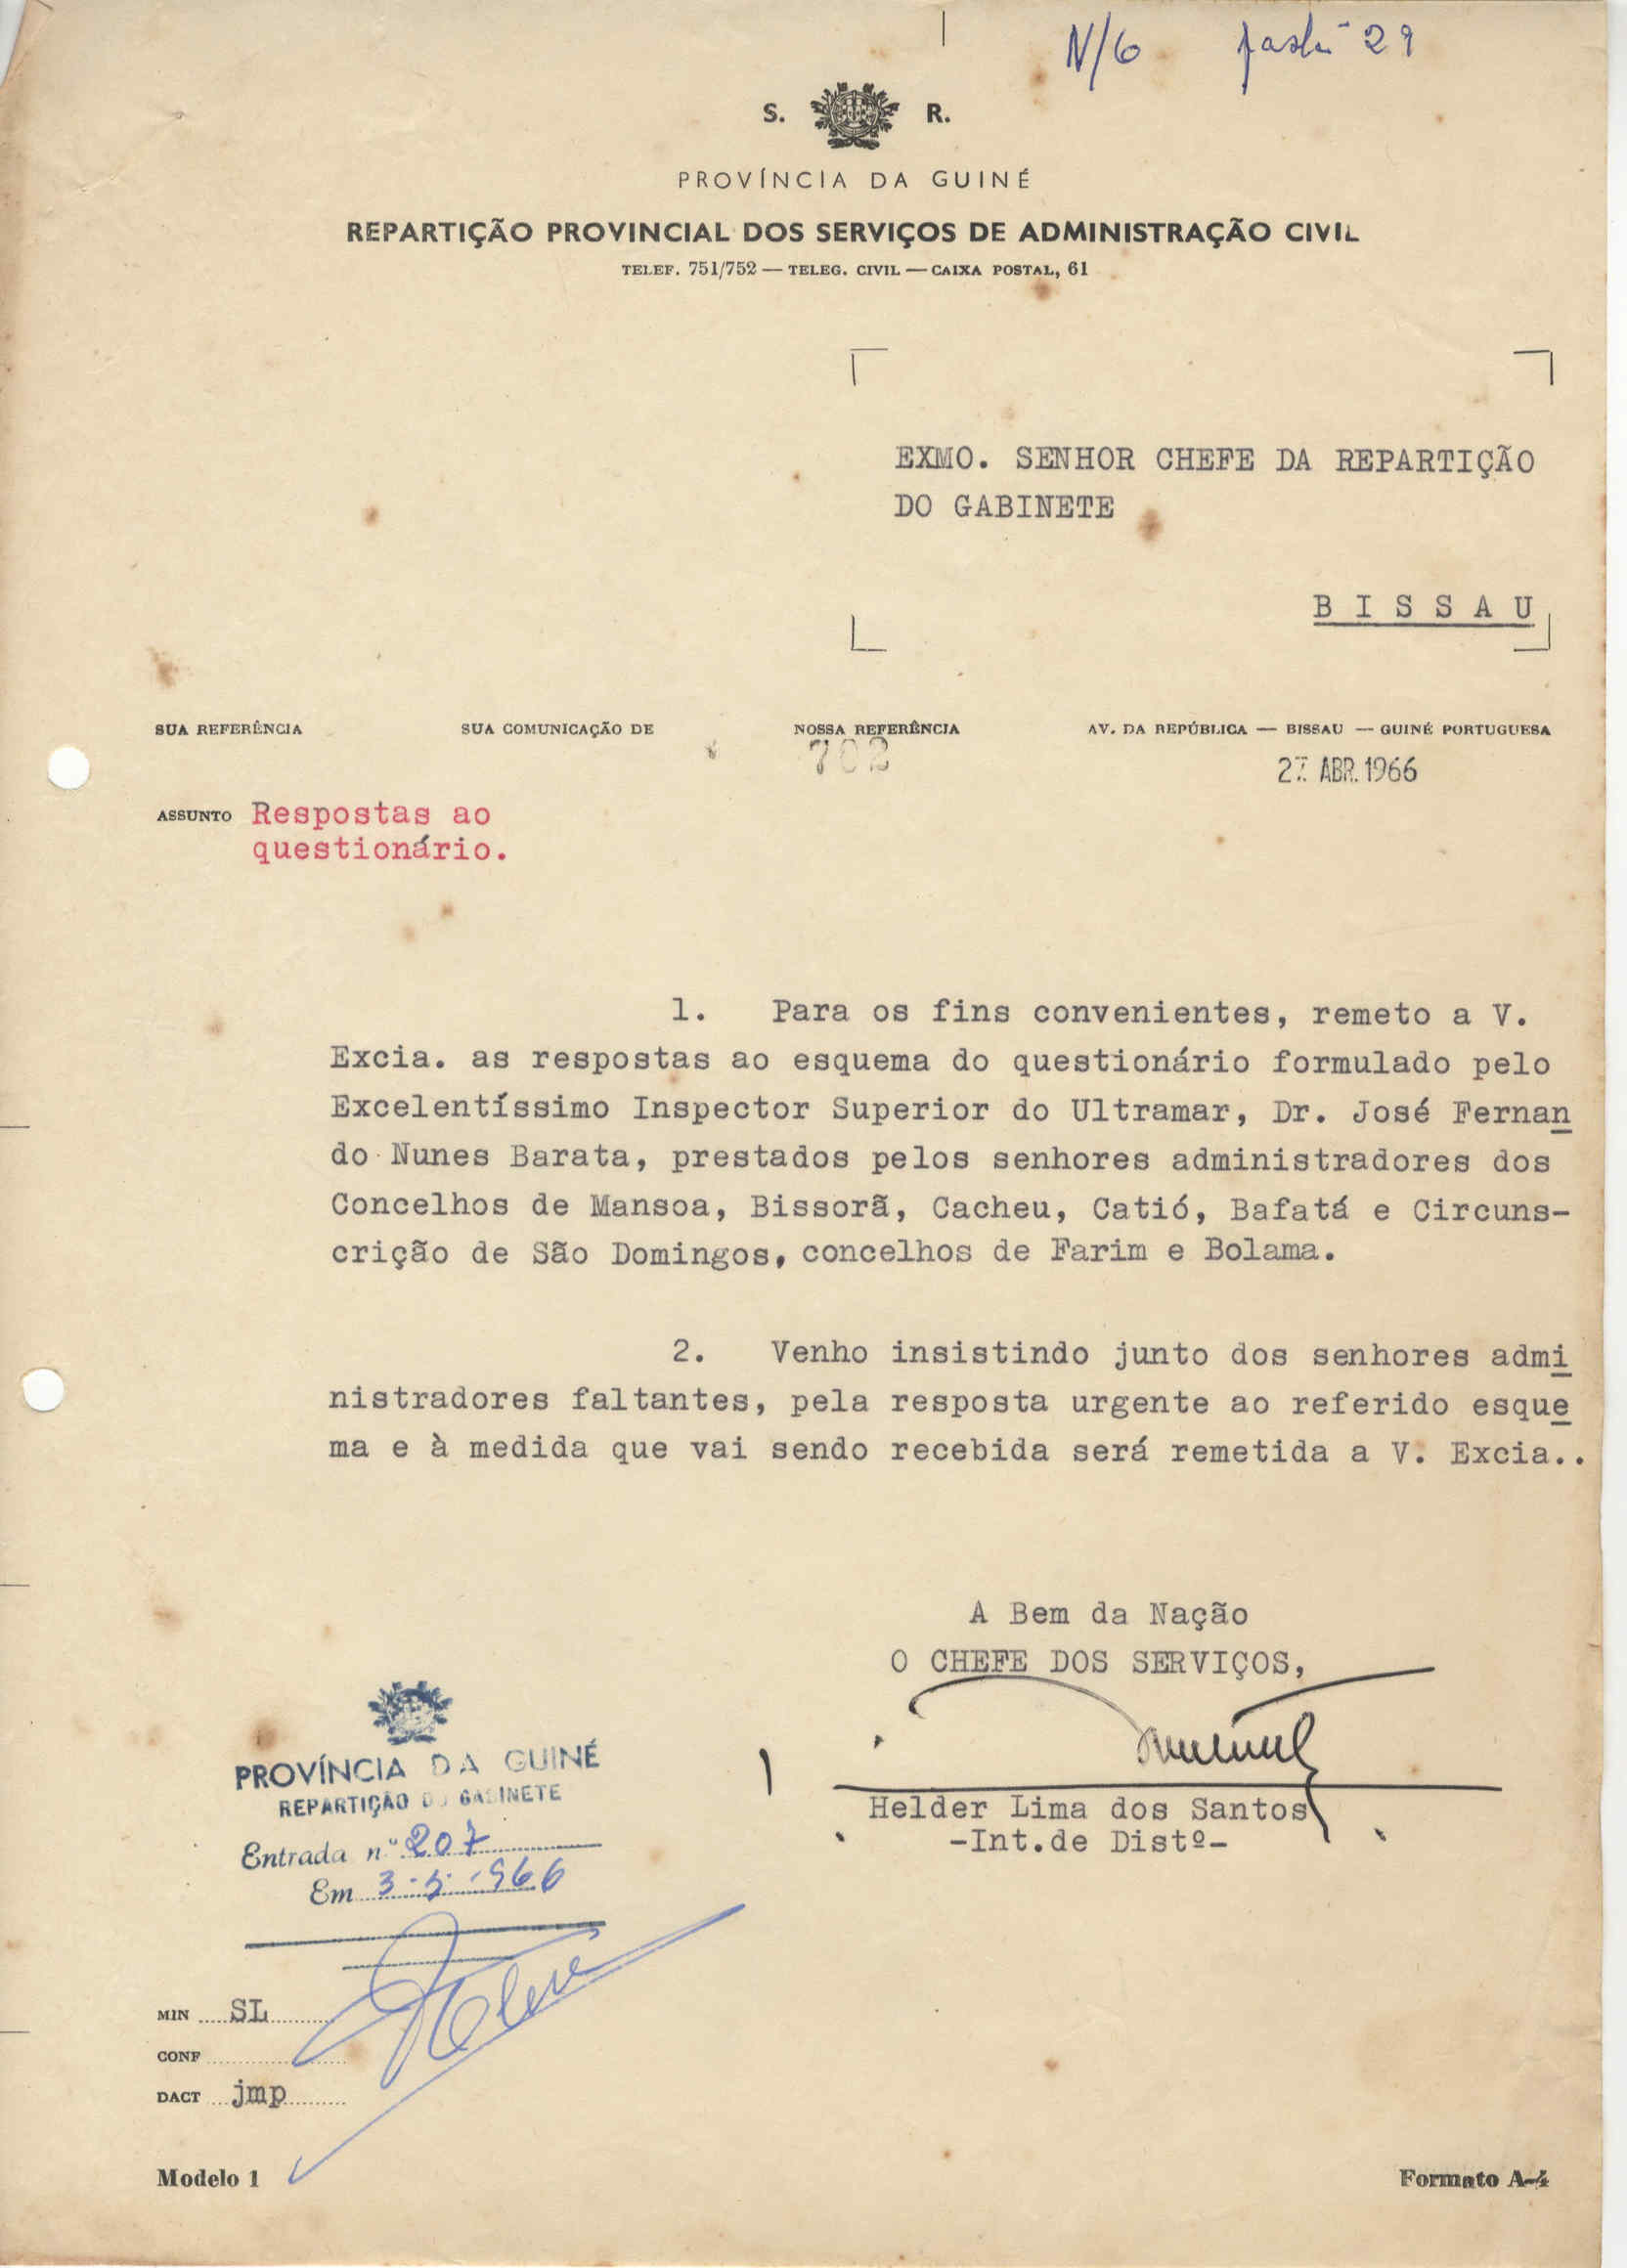 N/6 pasta 29
S. R.
PROVÍNCIA DA GUINÉ
REPARTIÇÃO PROVINCIAL DOS SERVIÇOS DE ADMINISTRAÇÃO CIVIL
TELEF. 751/752 — TELEG. CIVIL — CAIXA POSTAL, 61
EXMO. SENHOR CHEFE DA REPARTIÇÃO
DO GABINETE
B I S S A U
SUA REFERÊNCIA SUA COMUNICAÇÃO DE NOSSA REFERÊNCIA AV. DA REPÚBLICA — BISSAU — GUINÉ PORTUGUESA
702 27. ABR. 1966
ASSUNTO Respostas ao
questionário.
1. Para os fins convenientes, remeto a V.
Excia. as respostas ao esquema do questionário formulado pelo
Excelentíssimo Inspector Superior do Ultramar, Dr. José Fernan
do Nunes Barata, prestados pelos senhores administradores dos
Concelhos de Mansoa, Bissorã, Cacheu, Catió, Bafatá e Circuns-
crição de São Domingos, concelhos de Farim e Bolama.
2. Venho insistindo junto dos senhores admi
nistradores faltantes, pela resposta urgente ao referido esque
ma e à medida que vai sendo recebida será remetida a V. Excia..
A Bem da Nação
O CHEFE DOS SERVIÇOS,
Helder Lima dos Santos
-Int.de Distº-
PROVÍNCIA DA GUINÉ
REPARTIÇÃO DO GABINETE
Entrada n.º 207
Em 3-5-966
MIN SL
CONF
DACT jmp
Modelo 1 Formato A-4